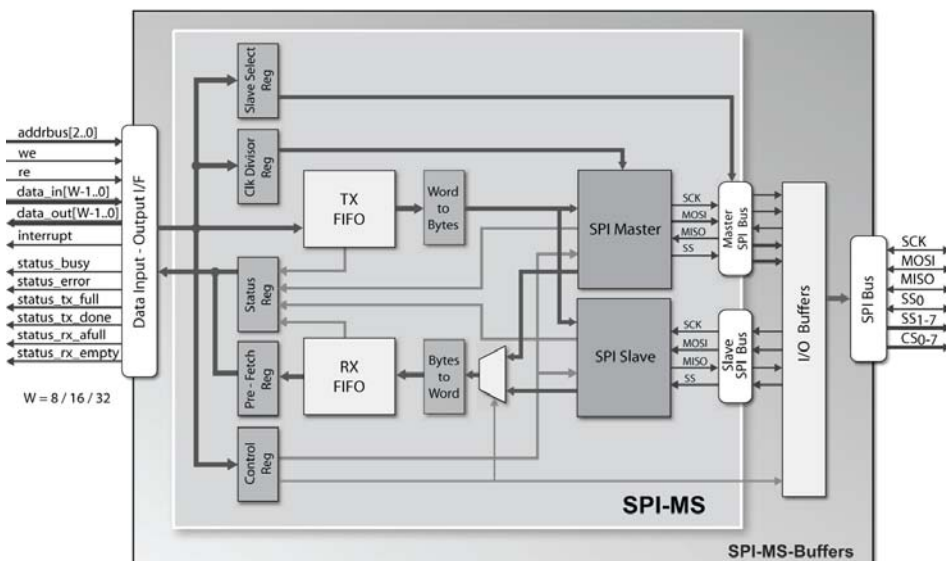 addrbus[2..0]
we
re
data_in[W-1..0]
data_out[W-1..0]
interrupt
status_busy
status_error
status_tx_full
status_tx_done
status_rx_afull
status_rx_empty
W = 8 / 16 / 32
Data Input - Output I/F
Slave Select
Reg
Clk Divisor
Reg
TX
FIFO
Word
to
Bytes
Status
Reg
Pre - Fetch
Reg
RX
FIFO
Bytes
to
Word
Control
Reg
SPI Master
SCK
MOSI
MISO
SS
Master
SPI Bus
SPI Slave
SCK
MOSI
MISO
SS
Slave
SPI Bus
I/O Buffers
SPI Bus
SCK
MOSI
MISO
SS0
SS1-7
CS0-7
SPI-MS
SPI-MS-Buffers